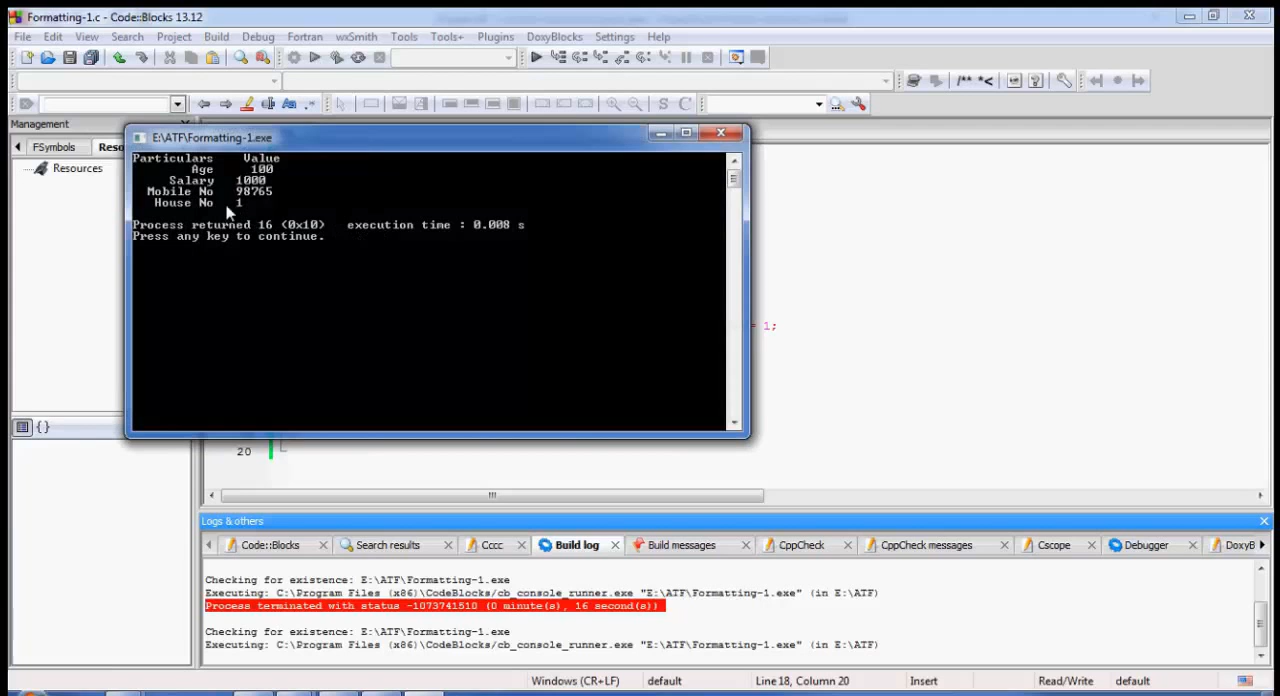 Formatting-1.c - Code::Blocks 13.12
File Edit View Search Project Build Debug Fortran wxSmith Tools Tools+ Plugins DoxyBlocks Settings Help
/** *<
S C
Management
FSymbols Reso
Resources
E:\ATF\Formatting-1.exe
Particulars Value
Age 100
Salary 1000
Mobile No 98765
House No 1
Process returned 16 (0x10) execution time : 0.008 s
Press any key to continue.
= 1;
{}
20
Logs & others
Code::Blocks Search results Cccc Build log Build messages CppCheck CppCheck messages Cscope Debugger DoxyB
Checking for existence: E:\ATF\Formatting-1.exe
Executing: C:\Program Files (x86)\CodeBlocks/cb_console_runner.exe "E:\ATF\Formatting-1.exe" (in E:\ATF)
Process terminated with status -1073741510 (0 minute(s), 16 second(s))
Checking for existence: E:\ATF\Formatting-1.exe
Executing: C:\Program Files (x86)\CodeBlocks/cb_console_runner.exe "E:\ATF\Formatting-1.exe" (in E:\ATF)
Windows (CR+LF) default Line 18, Column 20 Insert Read/Write default